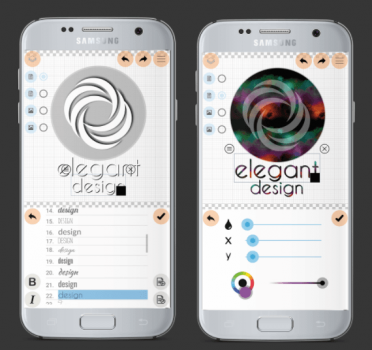 SAMSUNG
elegant
design
14. design
15. DESIGN
16. design
17. DESIGN
18. design
19. design
20. design
21. design
22. design
B
I
SAMSUNG
elegant
design
x
y